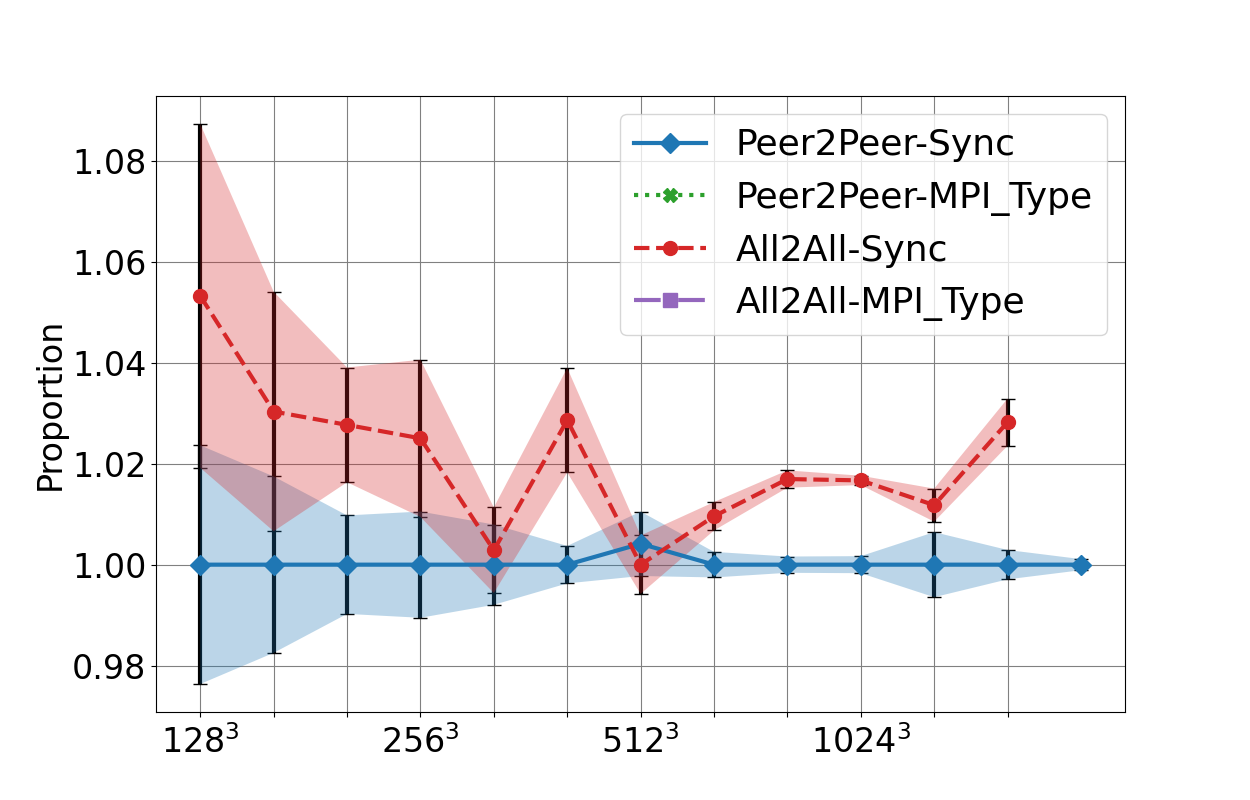 Peer2Peer-Sync
Peer2Peer-MPI_Type
All2All-Sync
All2All-MPI_Type
Proportion
1.08
1.06
1.04
1.02
1.00
0.98
128³ 256³ 512³ 1024³